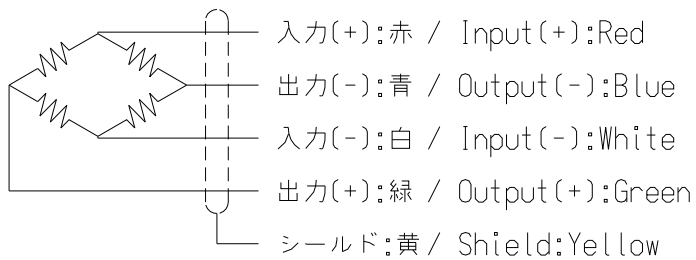 入力(+):赤 / Input(+):Red
出力(-):青 / Output(-):Blue
入力(-):白 / Input(-):White
出力(+):緑 / Output(+):Green
シールド:黄 / Shield:Yellow